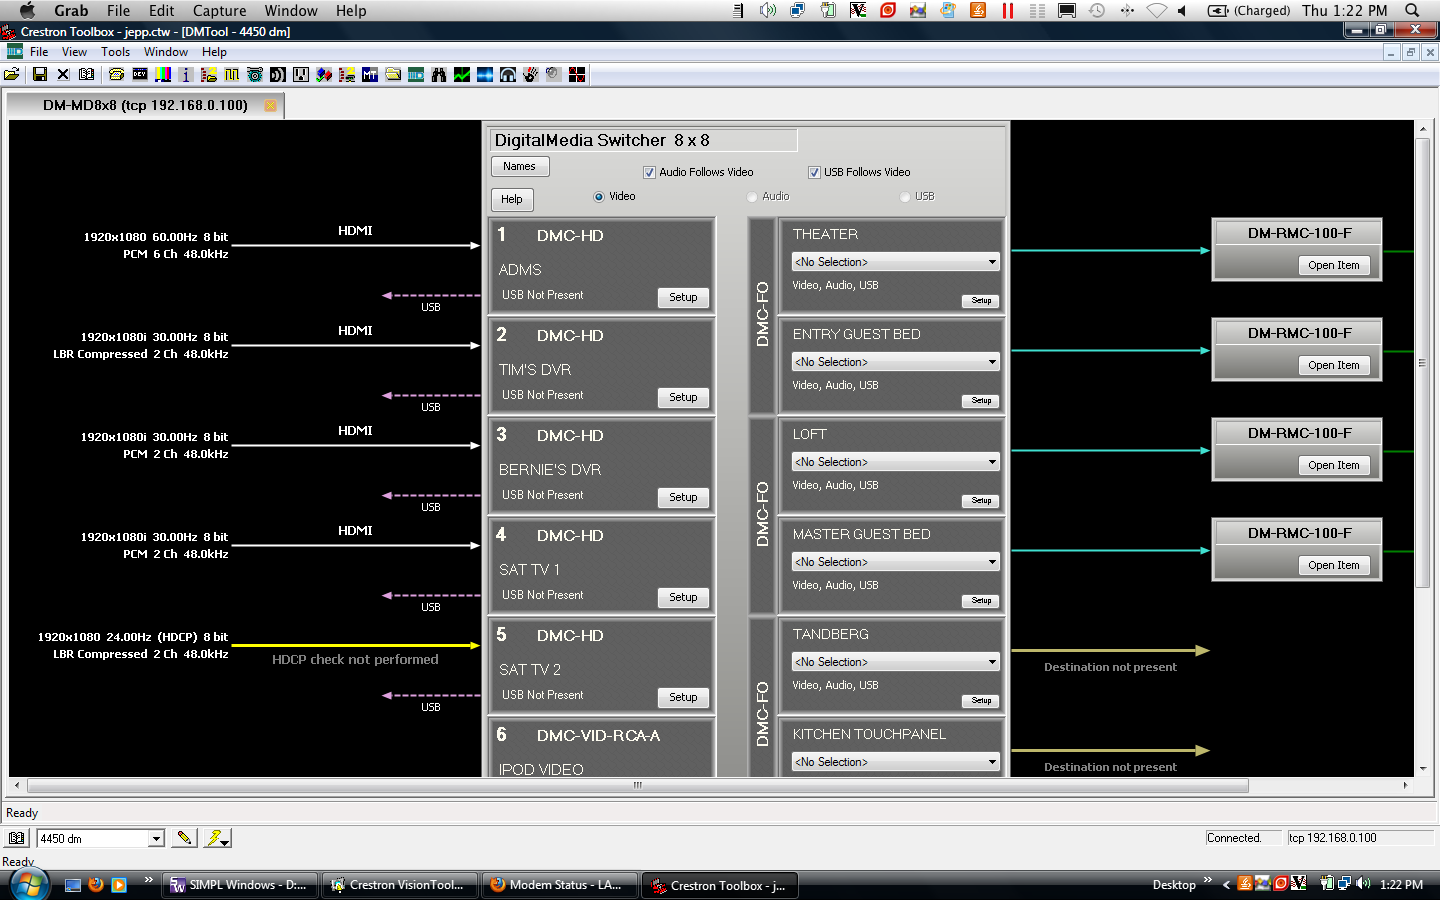 Grab File Edit Capture Window Help (Charged) Thu 1:22 PM
Crestron Toolbox - jepp.ctw - [DMTool - 4450 dm]
File View Tools Window Help
DM-MD8x8 (tcp 192.168.0.100)
DigitalMedia Switcher 8 x 8
Names
Audio Follows Video
USB Follows Video
Help
Video
Audio
USB
1920x1080 60.00Hz 8 bit
PCM 6 Ch 48.0kHz
HDMI
USB
1 DMC-HD
ADMS
USB Not Present
Setup
1920x1080i 30.00Hz 8 bit
LBR Compressed 2 Ch 48.0kHz
HDMI
USB
2 DMC-HD
TIM'S DVR
USB Not Present
Setup
1920x1080i 30.00Hz 8 bit
PCM 2 Ch 48.0kHz
HDMI
USB
3 DMC-HD
BERNIE'S DVR
USB Not Present
Setup
1920x1080i 30.00Hz 8 bit
PCM 2 Ch 48.0kHz
HDMI
USB
4 DMC-HD
SAT TV 1
USB Not Present
Setup
1920x1080 24.00Hz (HDCP) 8 bit
LBR Compressed 2 Ch 48.0kHz
HDCP check not performed
USB
5 DMC-HD
SAT TV 2
USB Not Present
Setup
6 DMC-VID-RCA-A
IPOD VIDEO
DMC-FO
THEATER
<No Selection>
Video, Audio, USB
Setup
ENTRY GUEST BED
<No Selection>
Video, Audio, USB
Setup
DMC-FO
LOFT
<No Selection>
Video, Audio, USB
Setup
MASTER GUEST BED
<No Selection>
Video, Audio, USB
Setup
DMC-FO
TANDBERG
<No Selection>
Video, Audio, USB
Setup
KITCHEN TOUCHPANEL
<No Selection>
DM-RMC-100-F
Open Item
DM-RMC-100-F
Open Item
DM-RMC-100-F
Open Item
DM-RMC-100-F
Open Item
Destination not present
Destination not present
Ready
4450 dm
Connected.
tcp 192.168.0.100
Ready
SIMPL Windows - D:...
Crestron VisionTool...
Modem Status - LA...
Crestron Toolbox - j...
Desktop
1:22 PM